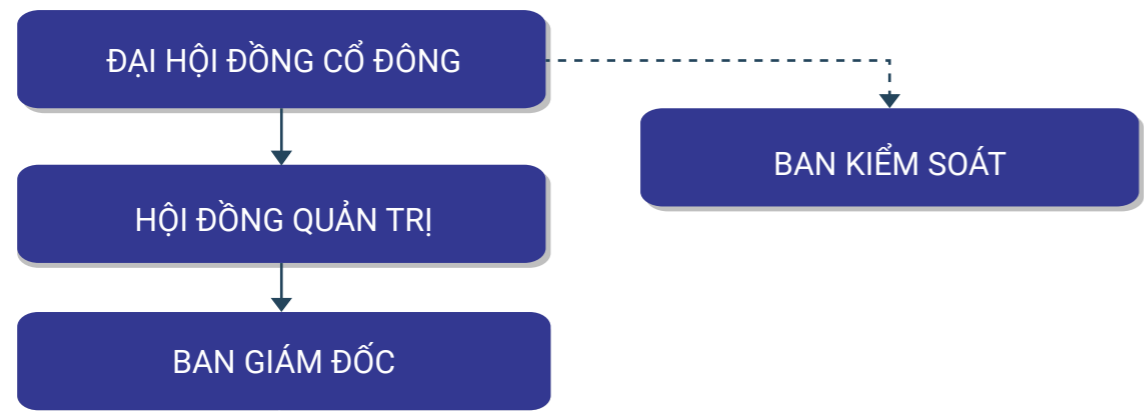 ĐẠI HỘI ĐỒNG CỔ ĐÔNG
BAN KIỂM SOÁT
HỘI ĐỒNG QUẢN TRỊ
BAN GIÁM ĐỐC